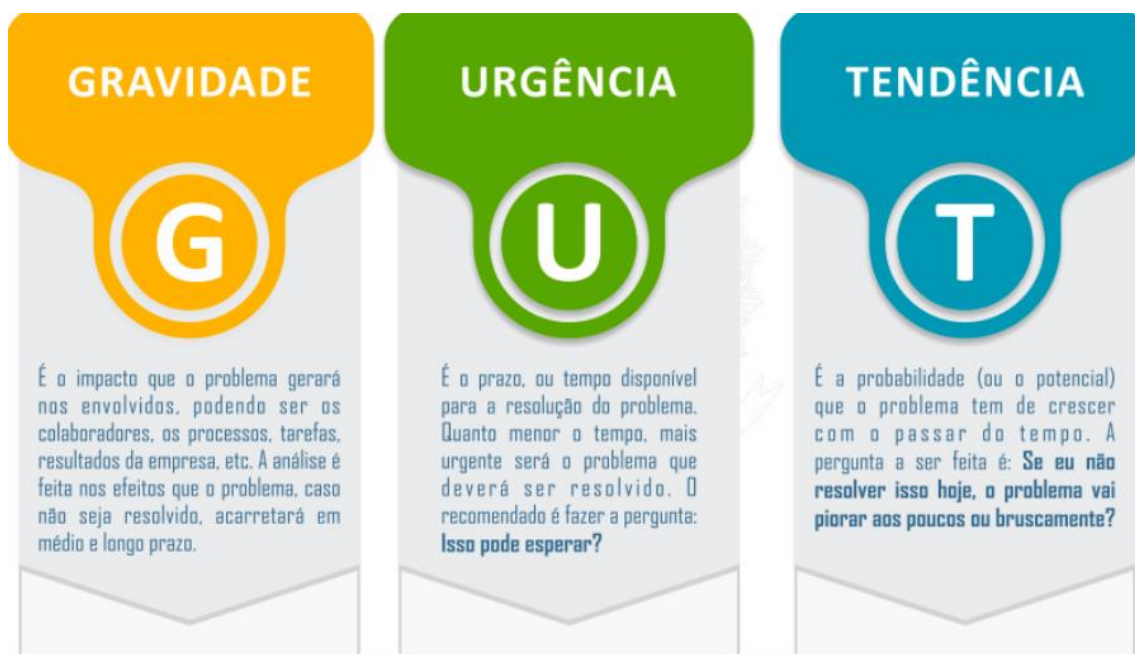 GRAVIDADE
G
É o impacto que o problema gerará
nos envolvidos, podendo ser os
colaboradores, os processos, tarefas,
resultados da empresa, etc. A análise é
feita nos efeitos que o problema, caso
não seja resolvido, acarretará em
médio e longo prazo.
URGÊNCIA
U
É o prazo, ou tempo disponível
para a resolução do problema.
Quanto menor o tempo, mais
urgente será o problema que
deverá ser resolvido. O
recomendado é fazer a pergunta:
Isso pode esperar?
TENDÊNCIA
T
É a probabilidade (ou o potencial)
que o problema tem de crescer
com o passar do tempo. A
pergunta a ser feita é: Se eu não
resolver isso hoje, o problema vai
piorar aos poucos ou bruscamente?